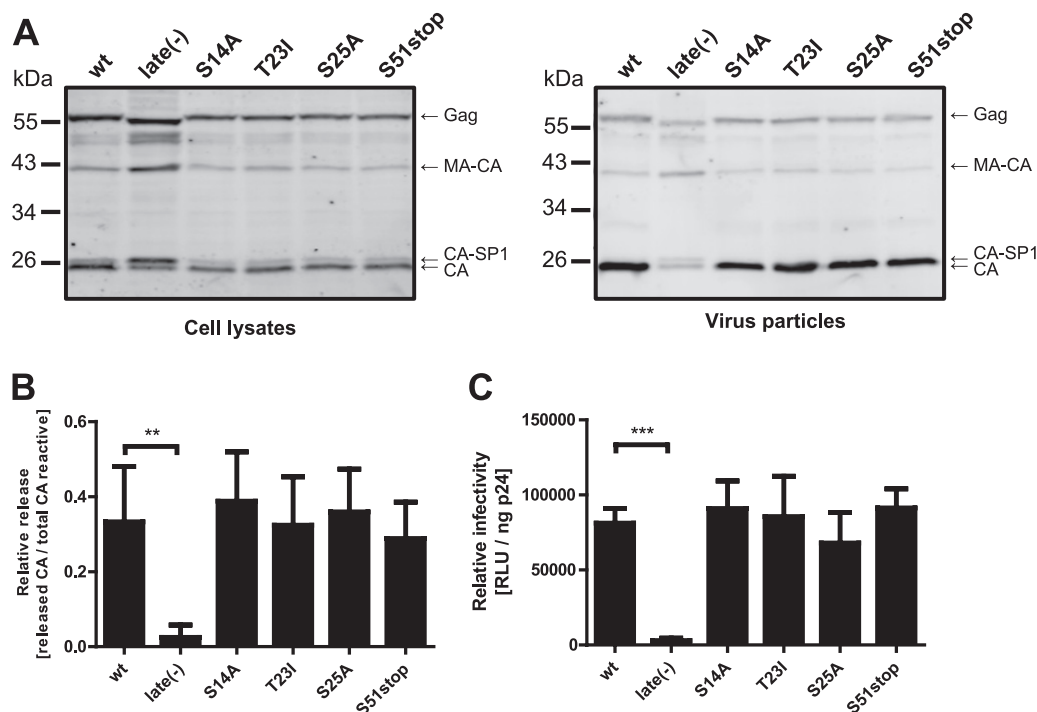 A
wt late(-) S14A T23I S25A S51stop
kDa
55
43
34
26
← Gag
← MA-CA
← CA-SP1
← CA
Cell lysates
wt late(-) S14A T23I S25A S51stop
kDa
55
43
34
26
← Gag
← MA-CA
← CA-SP1
← CA
Virus particles
B
Relative release
[released CA / total CA reactive]
0.6
0.4
0.2
0.0
**
wt late(-) S14A T23I S25A S51stop
C
Relative infectivity
[RLU / ng p24]
150000
100000
50000
0
***
wt late(-) S14A T23I S25A S51stop